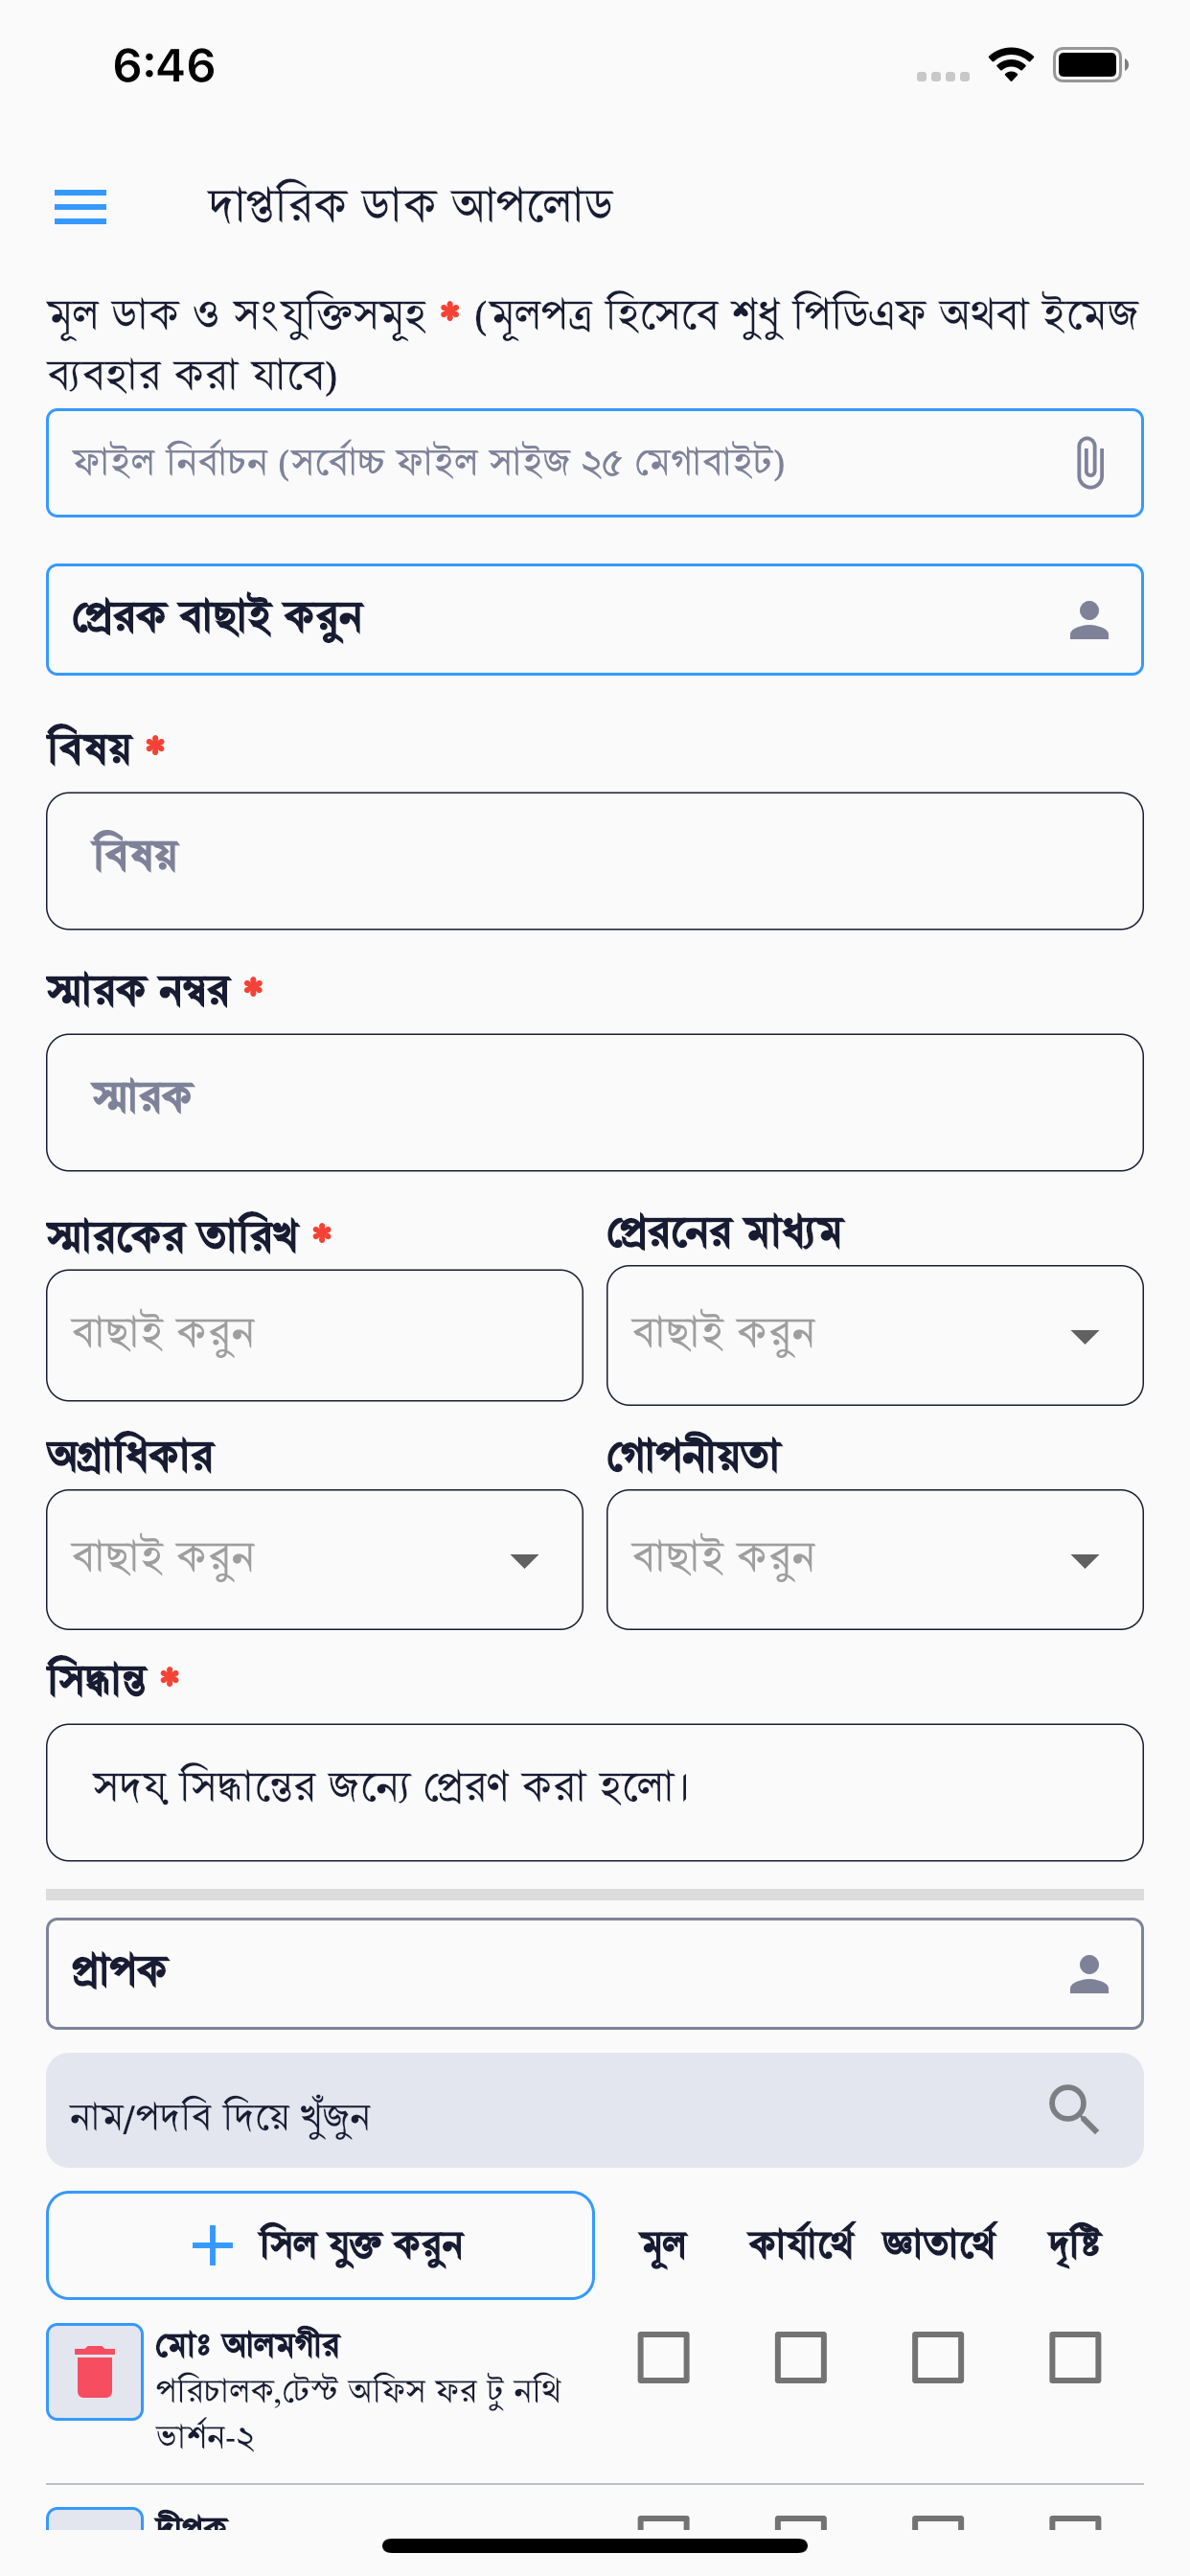 6:46
দাপ্তরিক ডাক আপলোড
মূল ডাক ও সংযুক্তিসমূহ * (মূলপত্র হিসেবে শুধু পিডিএফ অথবা ইমেজ
ব্যবহার করা যাবে)
ফাইল নির্বাচন (সর্বোচ্চ ফাইল সাইজ ২৫ মেগাবাইট)
প্রেরক বাছাই করুন
বিষয় *
বিষয়
স্মারক নম্বর *
স্মারক
স্মারকের তারিখ * প্রেরনের মাধ্যম
বাছাই করুন বাছাই করুন
অগ্রাধিকার গোপনীয়তা
বাছাই করুন বাছাই করুন
সিদ্ধান্ত *
সদয় সিদ্ধান্তের জন্যে প্রেরণ করা হলো।
প্রাপক
নাম/পদবি দিয়ে খুঁজুন
সিল যুক্ত করুন মূল কার্যার্থে জ্ঞাতার্থে দৃষ্টি
মোঃ আলমগীর
পরিচালক,টেস্ট অফিস ফর টু নথি
ভার্শন-২
দীপক